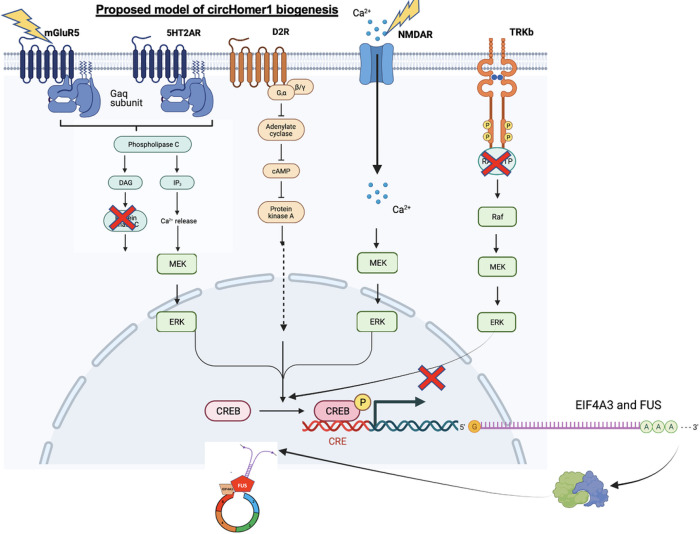 Proposed model of circHomer1 biogenesis
mGluR5
5HT2AR
D2R
Ca²⁺
NMDAR
TRKb
Gaq
subunit
Gᵢα
β/γ
P
P
P
P
Phospholipase C
Adenylate
cyclase
DAG
IP₃
cAMP
Ca²⁺ release
Protein
kinase A
Ca²⁺
Raf
MEK
MEK
MEK
ERK
ERK
ERK
CREB
CREB
P
CRE
EIF4A3 and FUS
5'
G
A
A
A
3'
FUS